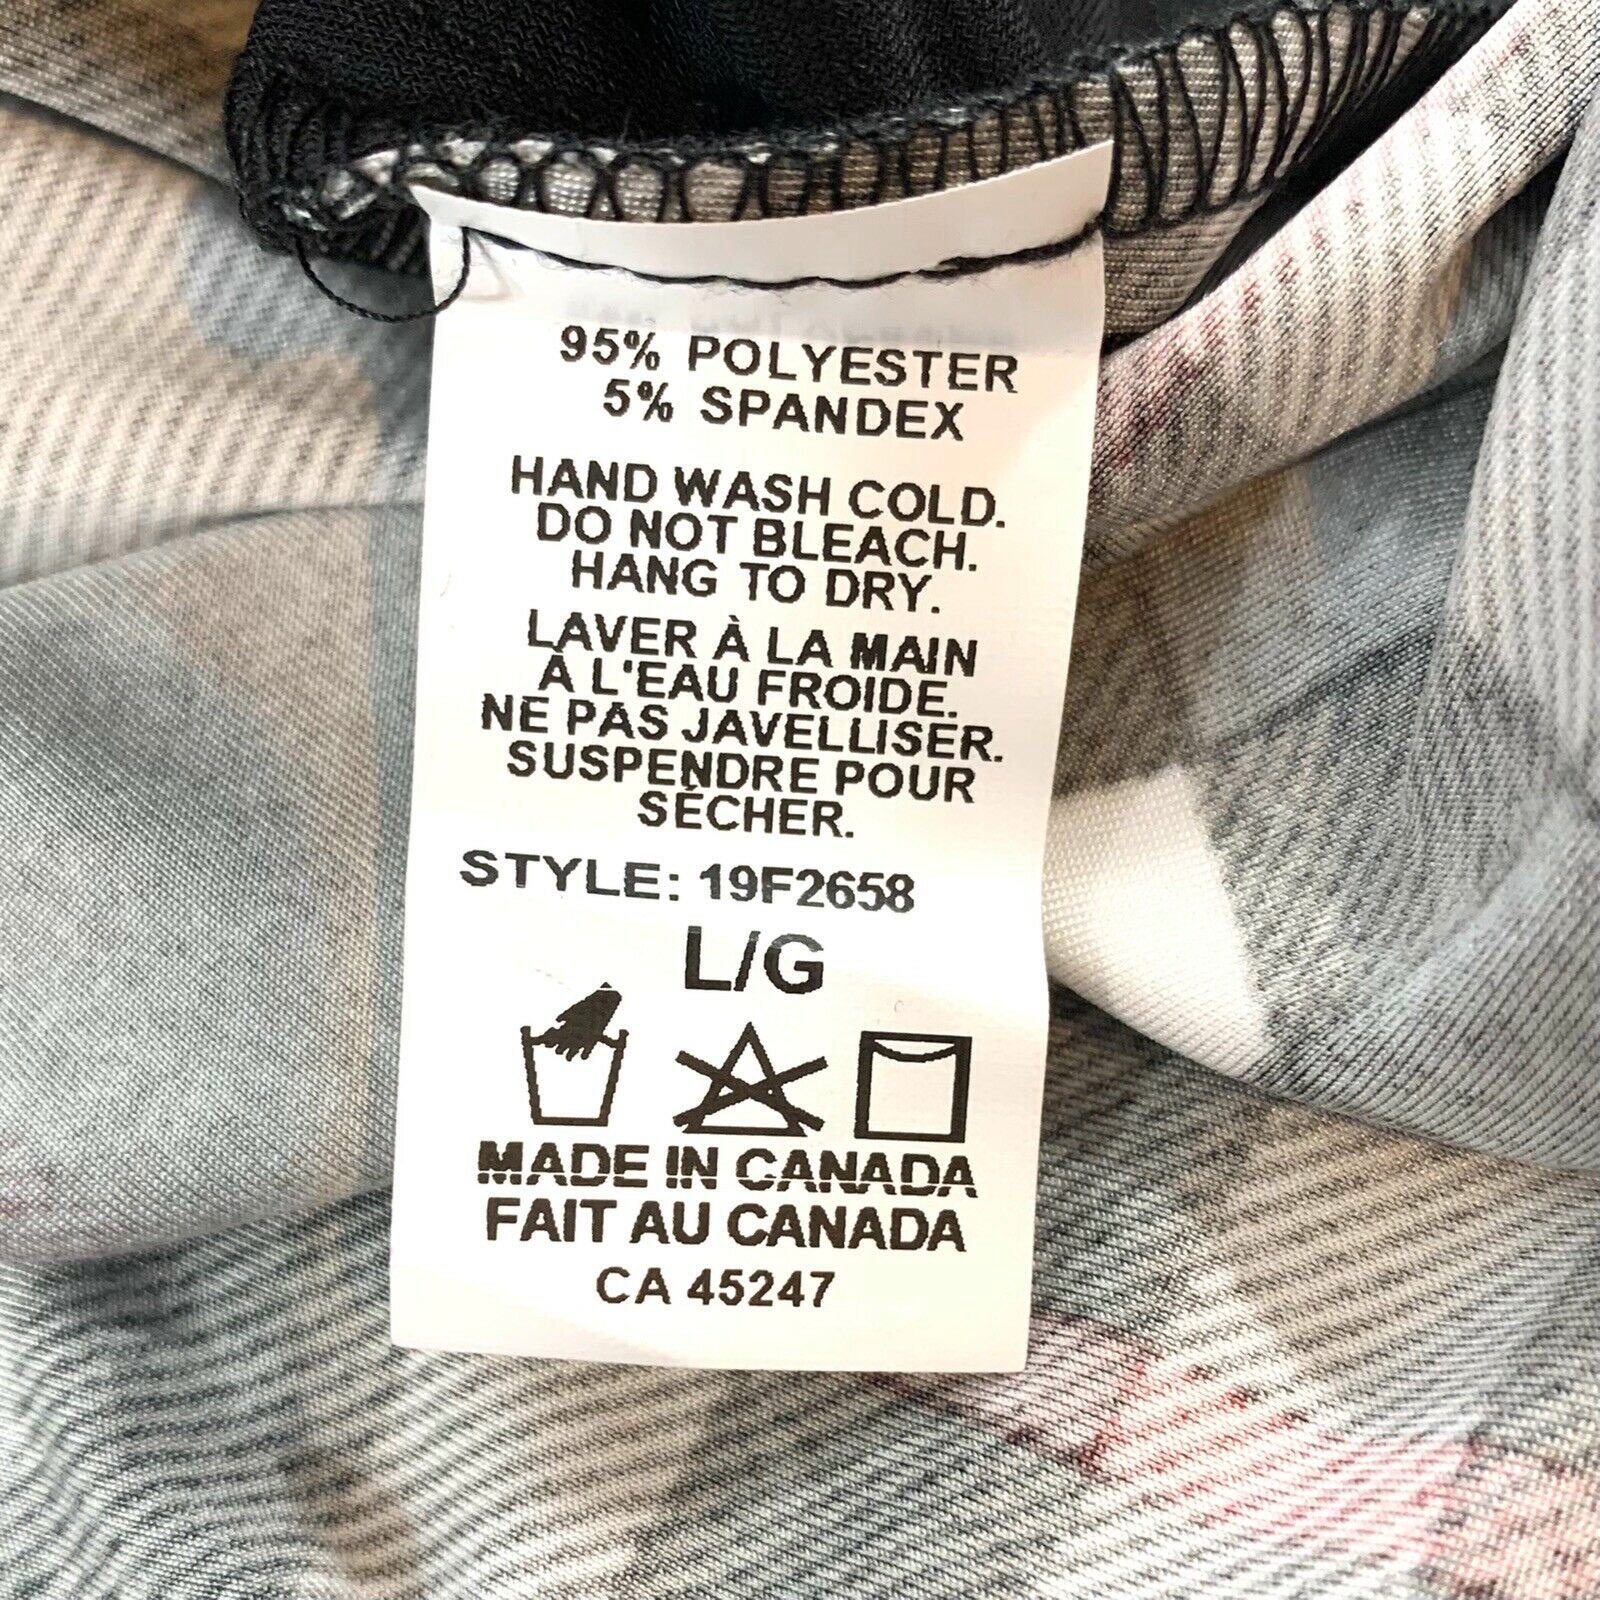 95% POLYESTER
5% SPANDEX
HAND WASH COLD.
DO NOT BLEACH.
HANG TO DRY.
LAVER À LA MAIN
À L'EAU FROIDE.
NE PAS JAVELLISER.
SUSPENDRE POUR
SÉCHER.
STYLE: 19F2658
L/G
MADE IN CANADA
FAIT AU CANADA
CA 45247